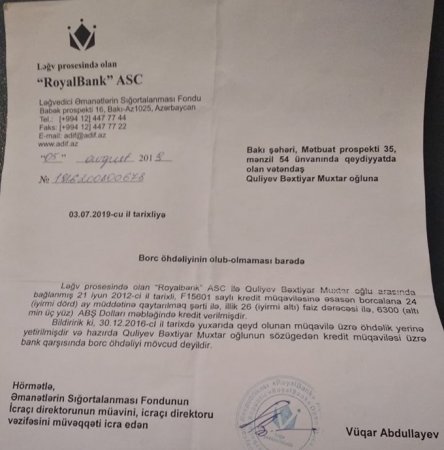 Ləğv prosesində olan
"RoyalBank" ASC
Ləğvedici Əmanətlərin Sığortalanması Fondu
Babək prospekti 16, Bakı-Az1025, Azərbaycan
Tel.: [+994 12] 447 77 44
Faks: [+994 12] 447 77 22
E-mail: adif@adif.az
www.adif.az
"05" avqust 2019
№
Bakı şəhəri, Mətbuat prospekti 35,
mənzil 54 ünvanında qeydiyyatda
olan vətəndaş
Quliyev Bəxtiyar Muxtar oğluna
03.07.2019-cu il tarixliyə
Borc öhdəliyinin olub-olmaması barədə
Ləğv prosesində olan "Royalbank" ASC ilə Quliyev Bəxtiyar Muxtar oğlu arasında
bağlanmış 21 iyun 2012-ci il tarixli, F15601 saylı kredit müqaviləsinə əsasən borcalana 24
(iyirmi dörd) ay müddətinə qaytarılmaq şərti ilə, illik 26 (iyirmi altı) faiz dərəcəsi ilə, 6300 (altı
min üç yüz) ABŞ Dolları məbləğində kredit verilmişdir.
Bildiririk ki, 30.12.2016-cı il tarixdə yuxarıda qeyd olunan müqavilə üzrə öhdəlik yerinə
yetirilmişdir və hazırda Quliyev Bəxtiyar Muxtar oğlunun sözügedən kredit müqaviləsi üzrə
bank qarşısında borc öhdəliyi mövcud deyildir.
Hörmətlə,
Əmanətlərin Sığortalanması Fondunun
İcraçı direktorunun müavini, icraçı direktoru
vəzifəsini müvəqqəti icra edən
Vüqar Abdullayev